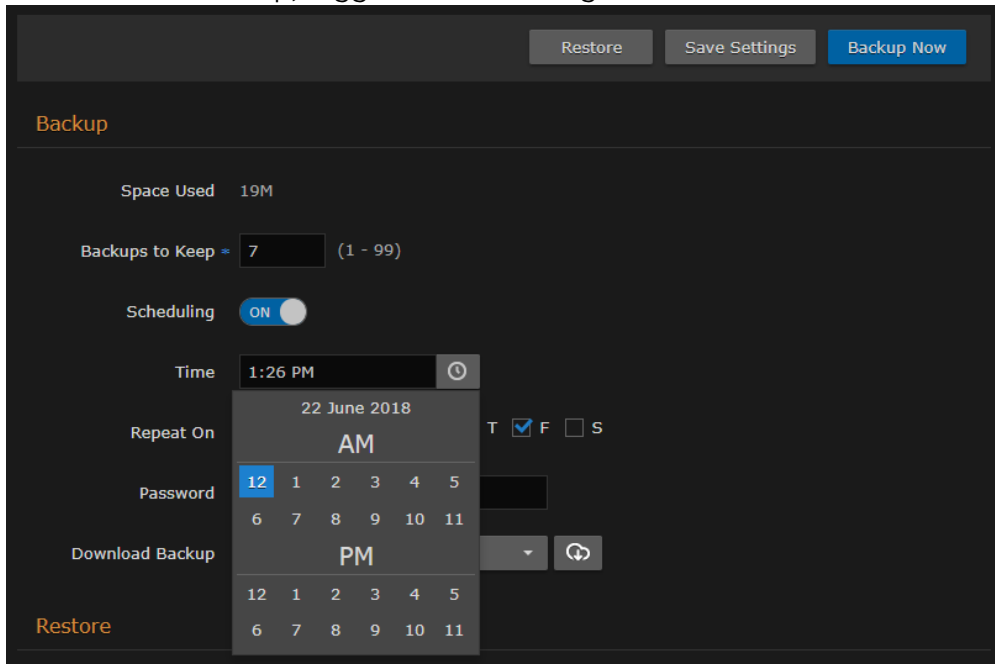 Restore Save Settings Backup Now
Backup
Space Used 19M
Backups to Keep * 7 (1 - 99)
Scheduling ON
Time 1:26 PM
22 June 2018
Repeat On T F S
AM
12 1 2 3 4 5
Password
6 7 8 9 10 11
Download Backup
PM
12 1 2 3 4 5
Restore
6 7 8 9 10 11